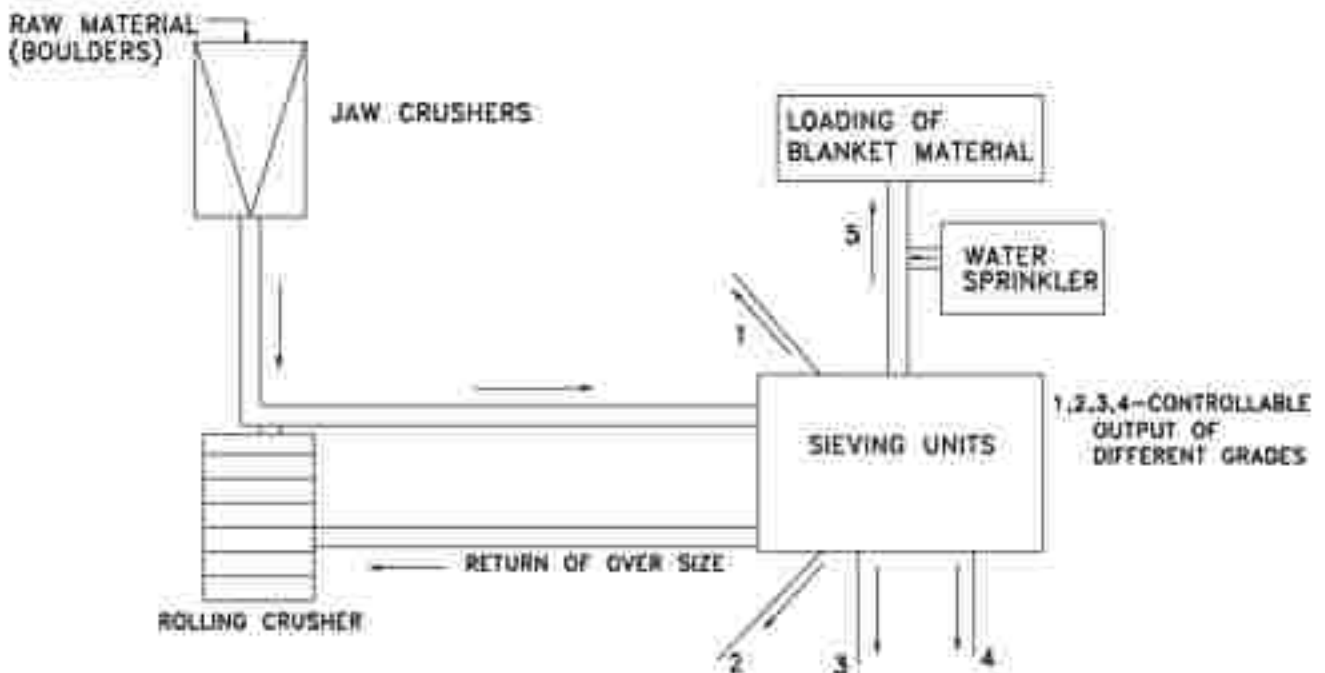 RAW MATERIAL
(BOULDERS)
JAW CRUSHERS
LOADING OF
BLANKET MATERIAL
5
WATER
SPRINKLER
1
SIEVING UNITS
1,2,3,4-CONTROLLABLE
OUTPUT OF
DIFFERENT GRADES
RETURN OF OVER SIZE
ROLLING CRUSHER
2
3
4